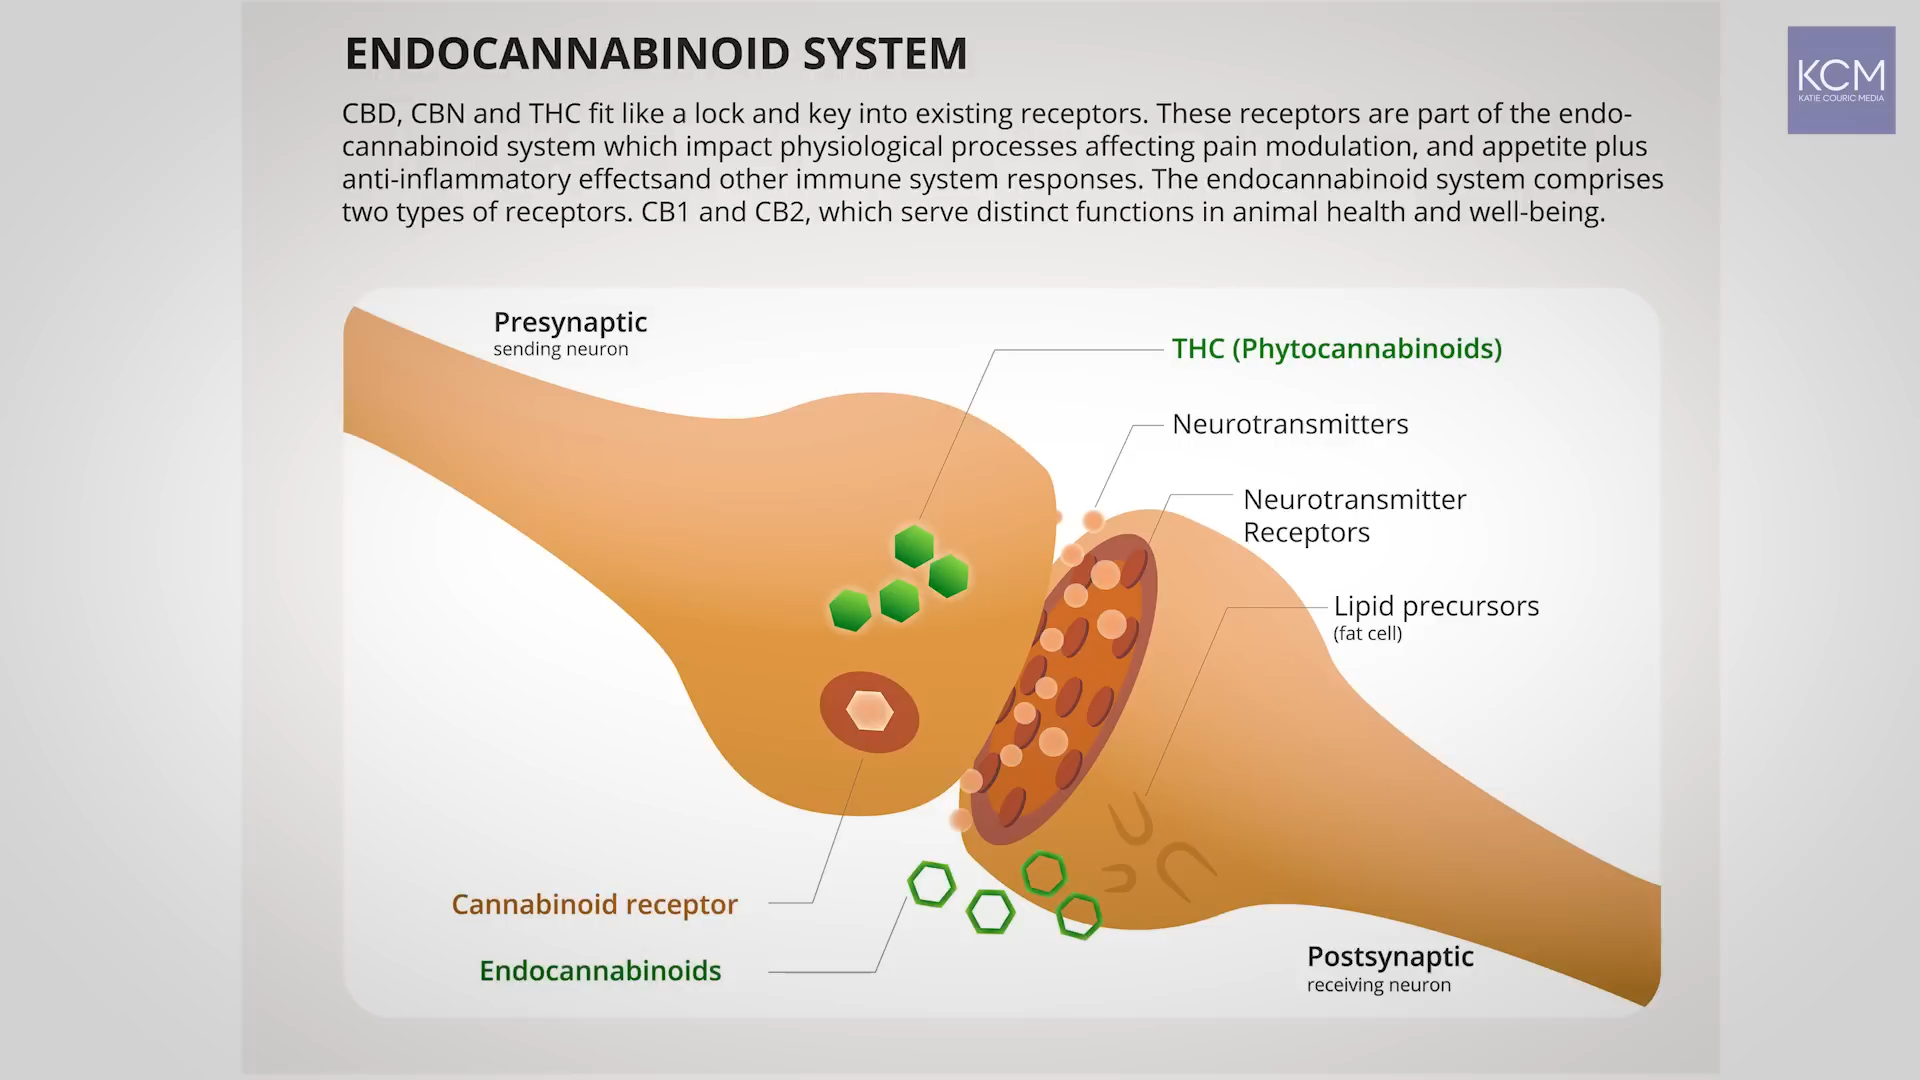 ENDOCANNABINOID SYSTEM
KCM
KATIE COURIC MEDIA
CBD, CBN and THC fit like a lock and key into existing receptors. These receptors are part of the endo-
cannabinoid system which impact physiological processes affecting pain modulation, and appetite plus
anti-inflammatory effectsand other immune system responses. The endocannabinoid system comprises
two types of receptors. CB1 and CB2, which serve distinct functions in animal health and well-being.
Presynaptic
sending neuron
THC (Phytocannabinoids)
Neurotransmitters
Neurotransmitter
Receptors
Lipid precursors
(fat cell)
Cannabinoid receptor
Endocannabinoids
Postsynaptic
receiving neuron